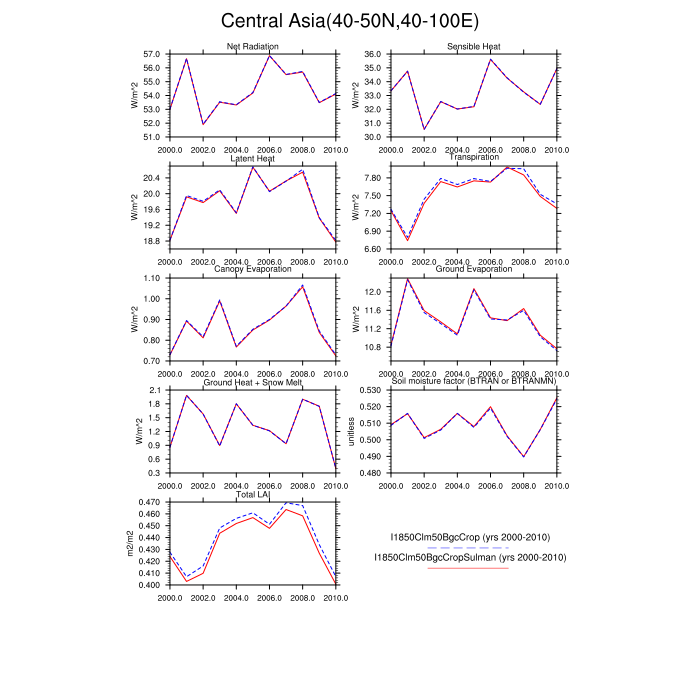 Central Asia(40-50N,40-100E)
Net Radiation
Sensible Heat
57.0
56.0
55.0
54.0
53.0
52.0
51.0
W/m^2
2000.0 2002.0 2004.0 2006.0 2008.0 2010.0
36.0
35.0
34.0
33.0
32.0
31.0
30.0
W/m^2
2000.0 2002.0 2004.0 2006.0 2008.0 2010.0
Latent Heat
Transpiration
20.4
20.0
19.6
19.2
18.8
W/m^2
2000.0 2002.0 2004.0 2006.0 2008.0 2010.0
7.80
7.50
7.20
6.90
6.60
W/m^2
2000.0 2002.0 2004.0 2006.0 2008.0 2010.0
Canopy Evaporation
Ground Evaporation
1.10
1.00
0.90
0.80
0.70
W/m^2
2000.0 2002.0 2004.0 2006.0 2008.0 2010.0
12.0
11.6
11.2
10.8
W/m^2
2000.0 2002.0 2004.0 2006.0 2008.0 2010.0
Ground Heat + Snow Melt
Soil moisture factor (BTRAN or BTRANMN)
2.1
1.8
1.5
1.2
0.9
0.6
0.3
W/m^2
2000.0 2002.0 2004.0 2006.0 2008.0 2010.0
0.530
0.520
0.510
0.500
0.490
0.480
unitless
2000.0 2002.0 2004.0 2006.0 2008.0 2010.0
Total LAI
0.470
0.460
0.450
0.440
0.430
0.420
0.410
0.400
m2/m2
2000.0 2002.0 2004.0 2006.0 2008.0 2010.0
I1850Clm50BgcCrop (yrs 2000-2010)
I1850Clm50BgcCropSulman (yrs 2000-2010)